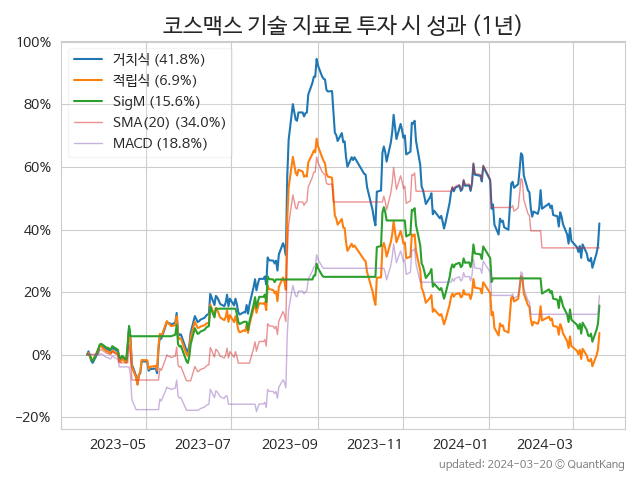 코스맥스 기술 지표로 투자 시 성과 (1년)
100%
80%
60%
40%
20%
0%
−20%
거치식 (41.8%)
적립식 (6.9%)
SigM (15.6%)
SMA(20) (34.0%)
MACD (18.8%)
2023-05
2023-07
2023-09
2023-11
2024-01
2024-03
updated: 2024-03-20 © QuantKang